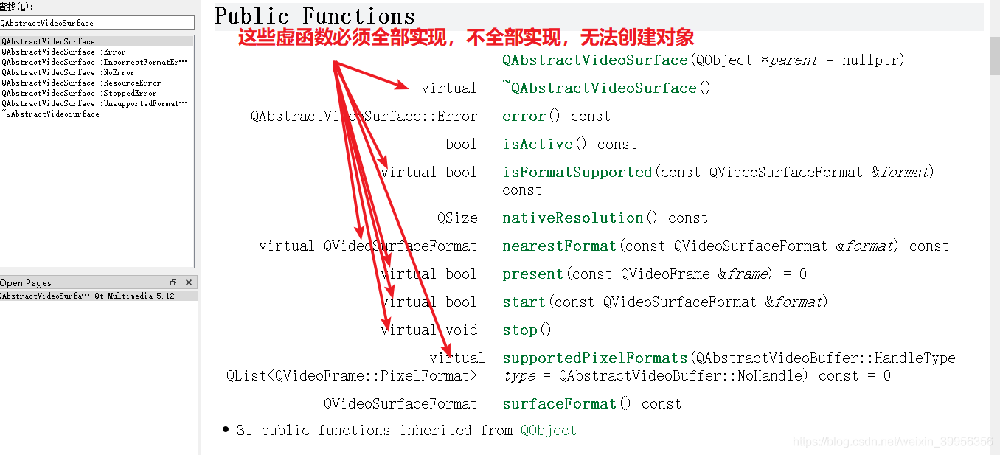 查找(L):
QAbstractVideoSurface
QAbstractVideoSurface
QAbstractVideoSurface::Error
QAbstractVideoSurface::IncorrectFormatEr…
QAbstractVideoSurface::NoError
QAbstractVideoSurface::ResourceError
QAbstractVideoSurface::StoppedError
QAbstractVideoSurface::UnsupportedFormat…
~QAbstractVideoSurface
Open Pages
QAbstractVideoSurfa… Qt Multimedia 5.12
Public Functions
这些虚函数必须全部实现，不全部实现，无法创建对象
QAbstractVideoSurface(QObject *parent = nullptr)
virtual ~QAbstractVideoSurface()
QAbstractVideoSurface::Error error() const
bool isActive() const
virtual bool isFormatSupported(const QVideoSurfaceFormat &format)
const
QSize nativeResolution() const
virtual QVideoSurfaceFormat nearestFormat(const QVideoSurfaceFormat &format) const
virtual bool present(const QVideoFrame &frame) = 0
virtual bool start(const QVideoSurfaceFormat &format)
virtual void stop()
virtual supportedPixelFormats(QAbstractVideoBuffer::HandleType
QList<QVideoFrame::PixelFormat> type = QAbstractVideoBuffer::NoHandle) const = 0
QVideoSurfaceFormat surfaceFormat() const
● 31 public functions inherited from QObject
https://blog.csdn.net/weixin_39956356